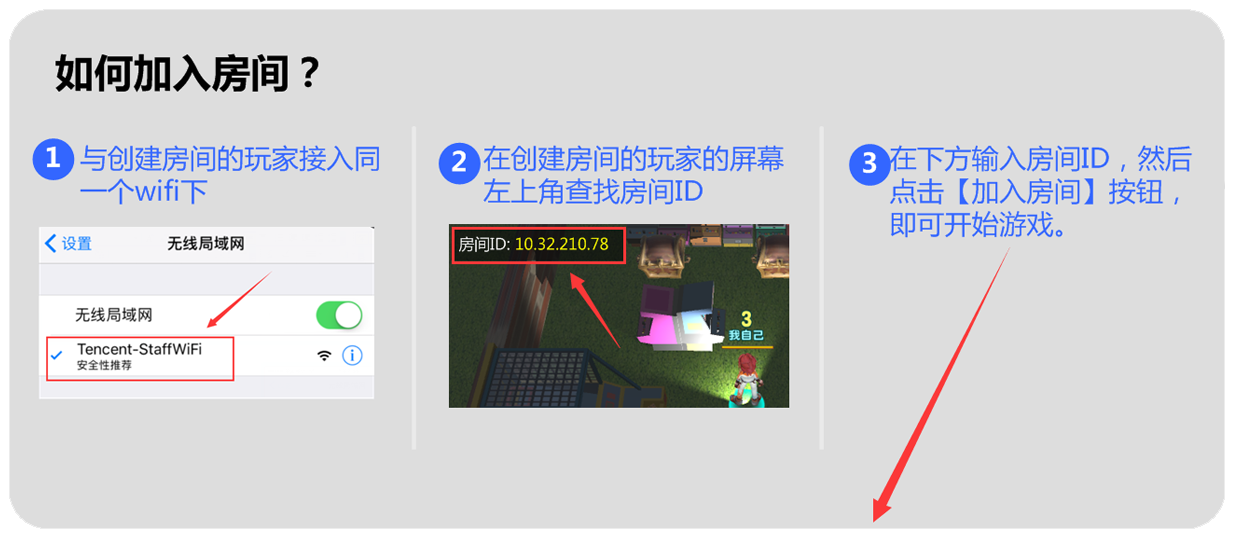 如何加入房间？
1
与创建房间的玩家接入同
一个wifi下
设置
无线局域网
无线局域网
Tencent-StaffWiFi
安全性推荐
2
在创建房间的玩家的屏幕
左上角查找房间ID
房间ID: 10.32.210.78
3
我自己
3
在下方输入房间ID，然后
点击【加入房间】按钮，
即可开始游戏。